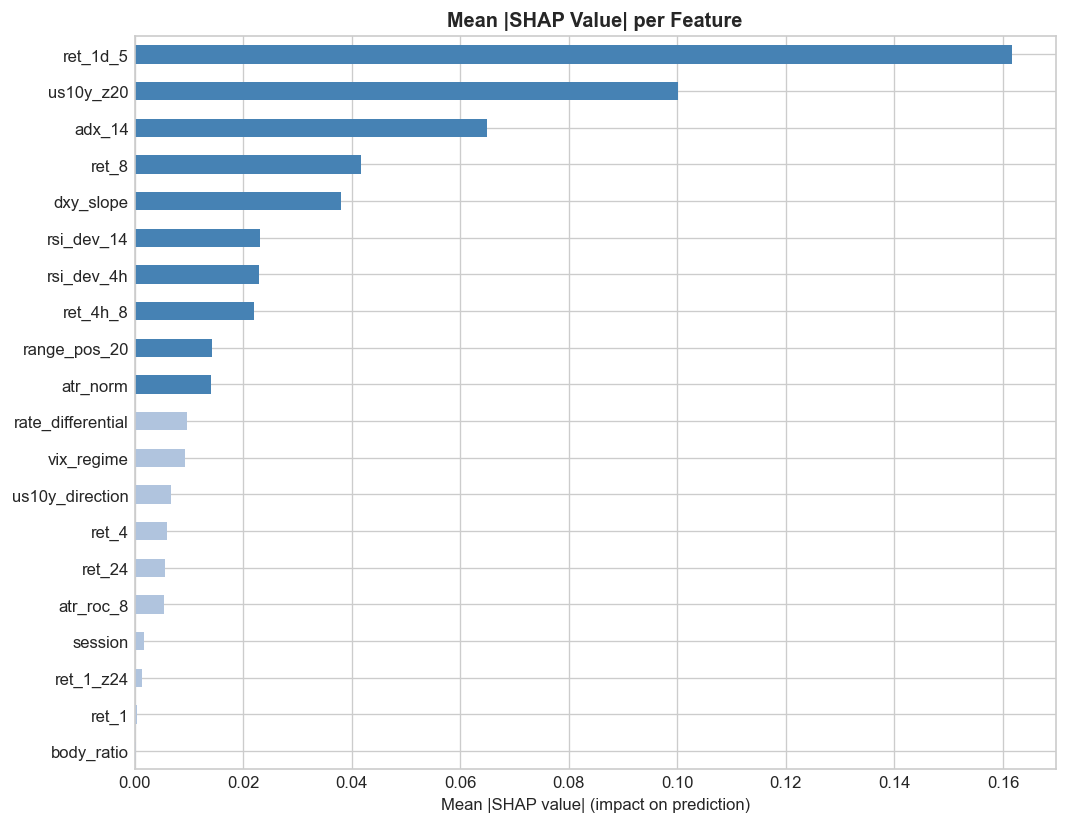 Mean |SHAP Value| per Feature
ret_1d_5
us10y_z20
adx_14
ret_8
dxy_slope
rsi_dev_14
rsi_dev_4h
ret_4h_8
range_pos_20
atr_norm
rate_differential
vix_regime
us10y_direction
ret_4
ret_24
atr_roc_8
session
ret_1_z24
ret_1
body_ratio
0.00 0.02 0.04 0.06 0.08 0.10 0.12 0.14 0.16
Mean |SHAP value| (impact on prediction)